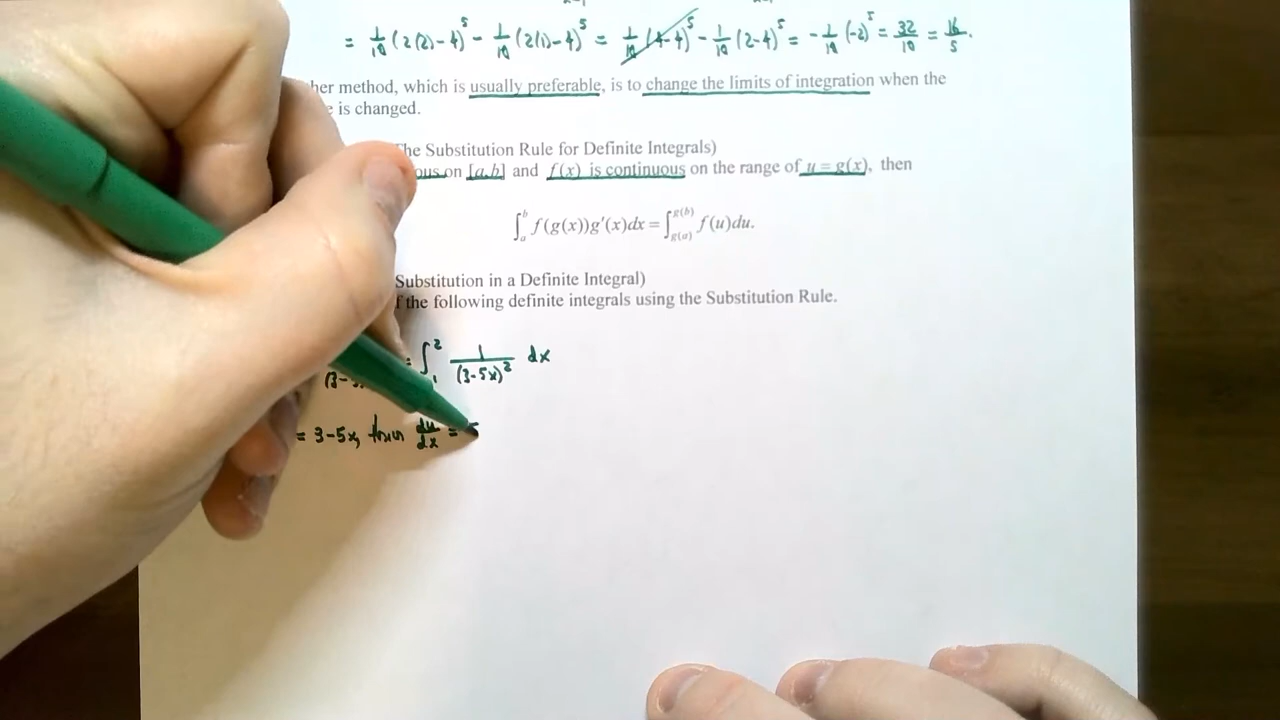 = 1/10 (2(2)-4)^5 - 1/10 (2(1)-4)^5 = 1/10 (4-4)^5 - 1/10 (2-4)^5 = -1/10 (-2)^5 = 32/10 = 16/5.
her method, which is usually preferable, is to change the limits of integration when the
e is changed.
he Substitution Rule for Definite Integrals)
ous on [a,b] and f(x) is continuous on the range of u = g(x), then
∫_a^b f(g(x))g'(x)dx = ∫_{g(a)}^{g(b)} f(u)du.
Substitution in a Definite Integral)
f the following definite integrals using the Substitution Rule.
= ∫_1^2 1/(3-5x)^2 dx
= 3-5x, then du/dx =